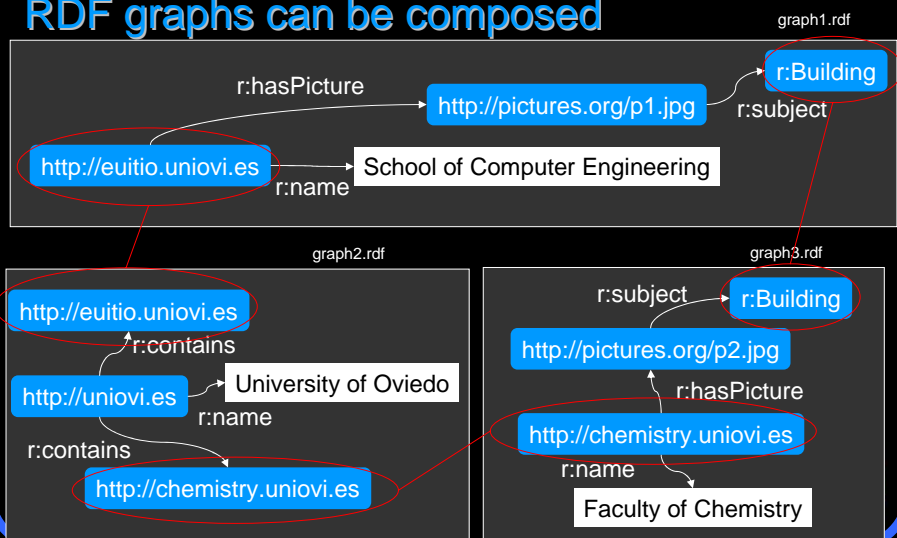 RDF graphs can be composed
graph1.rdf
r:Building
r:hasPicture
http://pictures.org/p1.jpg
r:subject
http://euitio.uniovi.es
School of Computer Engineering
r:name
graph2.rdf
http://euitio.uniovi.es
r:contains
University of Oviedo
http://uniovi.es
r:name
r:contains
http://chemistry.uniovi.es
graph3.rdf
r:subject
r:Building
http://pictures.org/p2.jpg
r:hasPicture
http://chemistry.uniovi.es
r:name
Faculty of Chemistry